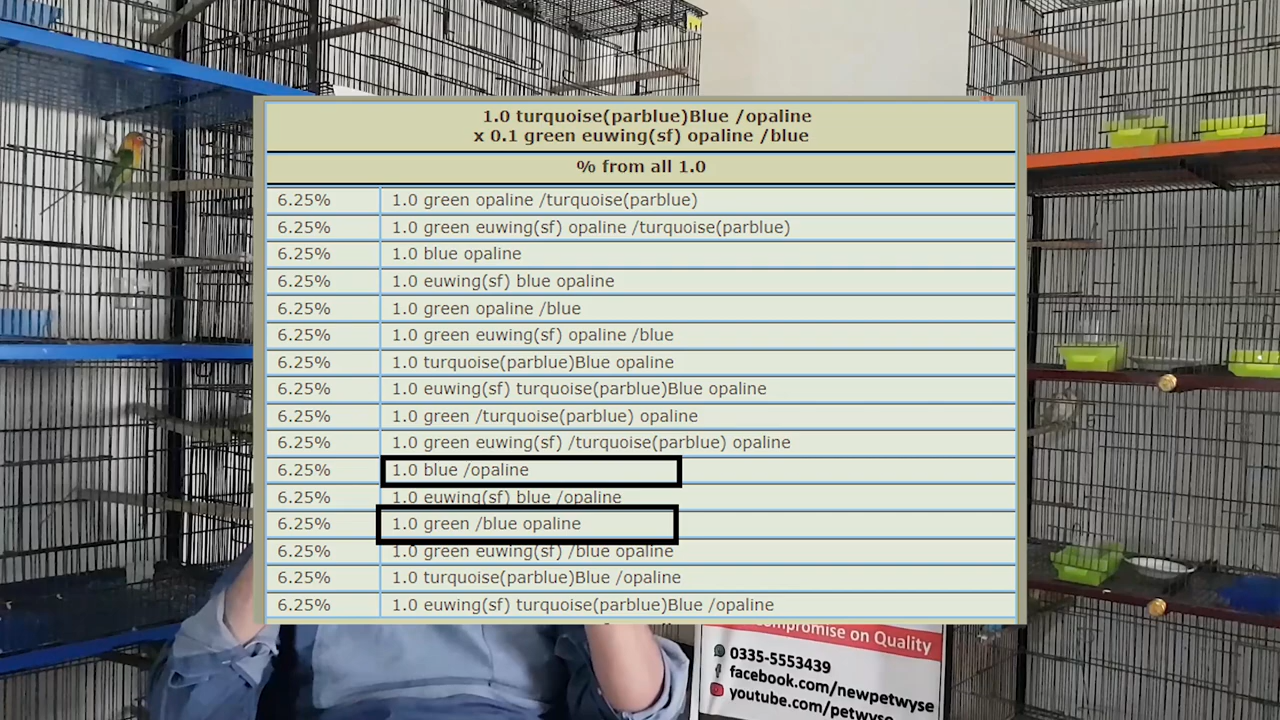 1.0 turquoise(parblue)Blue /opaline
x 0.1 green euwing(sf) opaline /blue
% from all 1.0
6.25% 1.0 green opaline /turquoise(parblue)
6.25% 1.0 green euwing(sf) opaline /turquoise(parblue)
6.25% 1.0 blue opaline
6.25% 1.0 euwing(sf) blue opaline
6.25% 1.0 green opaline /blue
6.25% 1.0 green euwing(sf) opaline /blue
6.25% 1.0 turquoise(parblue)Blue opaline
6.25% 1.0 euwing(sf) turquoise(parblue)Blue opaline
6.25% 1.0 green /turquoise(parblue) opaline
6.25% 1.0 green euwing(sf) /turquoise(parblue) opaline
6.25% 1.0 blue /opaline
6.25% 1.0 euwing(sf) blue /opaline
6.25% 1.0 green /blue opaline
6.25% 1.0 green euwing(sf) /blue opaline
6.25% 1.0 turquoise(parblue)Blue /opaline
6.25% 1.0 euwing(sf) turquoise(parblue)Blue /opaline
on Quality
0335-5553439
facebook.com/newpetwyse
youtube.com/petwyse